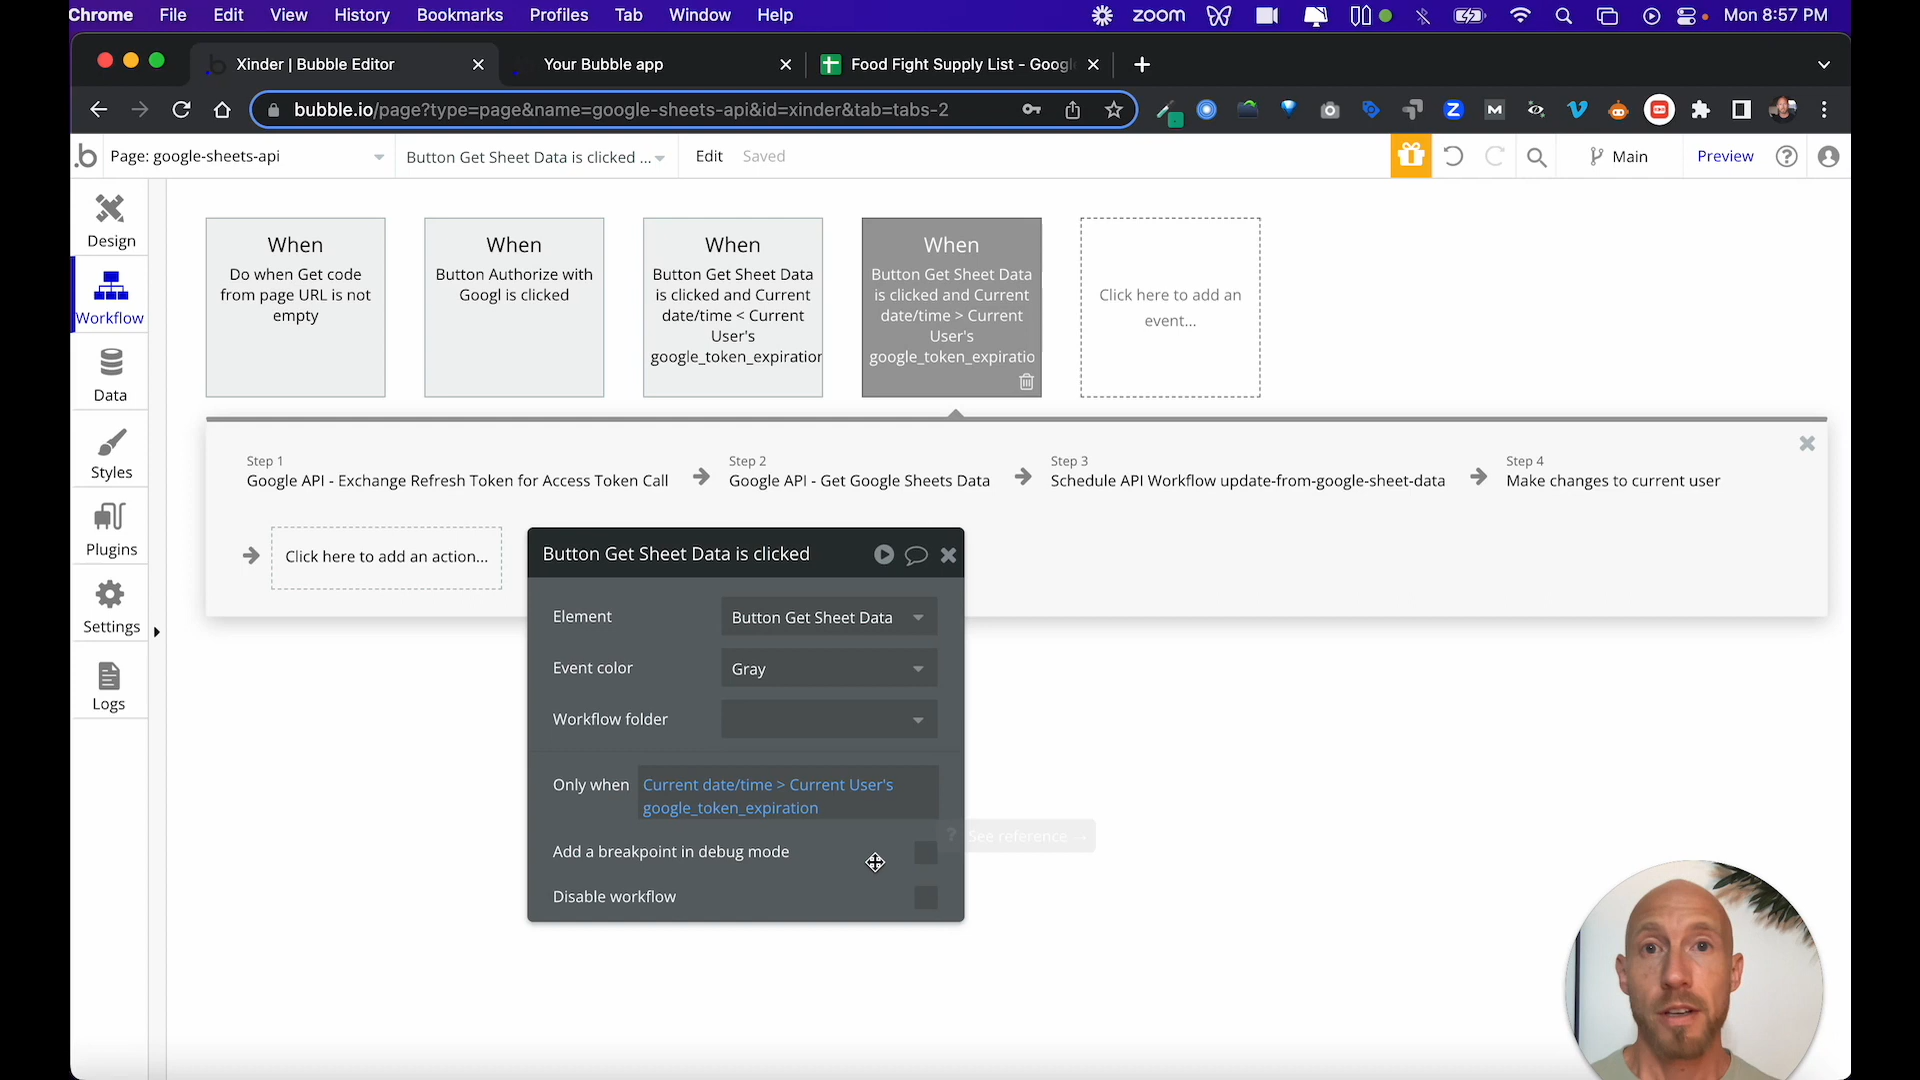 Chrome File Edit View History Bookmarks Profiles Tab Window Help zoom Mon 8:57 PM
Xinder | Bubble Editor Your Bubble app Food Fight Supply List - Googl
bubble.io/page?type=page&name=google-sheets-api&id=xinder&tab=tabs-2
Page: google-sheets-api Button Get Sheet Data is clicked ... Edit Saved Main Preview
Design
Workflow
Data
Styles
Plugins
Settings
Logs
When
Do when Get code
from page URL is not
empty
When
Button Authorize with
Googl is clicked
When
Button Get Sheet Data
is clicked and Current
date/time < Current
User's
google_token_expiration
When
Button Get Sheet Data
is clicked and Current
date/time > Current
User's
google_token_expiratio
Click here to add an
event...
Step 1
Google API - Exchange Refresh Token for Access Token Call
Step 2
Google API - Get Google Sheets Data
Step 3
Schedule API Workflow update-from-google-sheet-data
Step 4
Make changes to current user
Click here to add an action...
Button Get Sheet Data is clicked
Element Button Get Sheet Data
Event color Gray
Workflow folder
Only when Current date/time > Current User's
google_token_expiration
? See reference →
Add a breakpoint in debug mode
Disable workflow